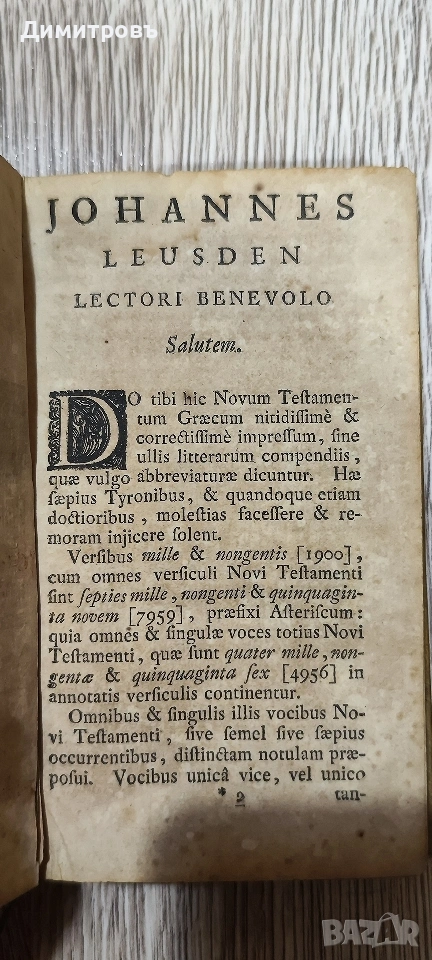 Димитровъ
JOHANNES
LEUSDEN
LECTORI BENEVOLO
Salutem.
DO tibi hic Novum Teſtamen-
tum Græcum nitidiſſimè &
correctiſſimè impreſſum, ſine
ullis litterarum compendiis,
quæ vulgo abbreviaturæ dicuntur. Hæ
ſæpius Tyronibus, & quandoque etiam
doctioribus, moleſtias faceſſere & re-
moram injicere ſolent.
Verſibus mille & nongentis [1900],
cum omnes verſiculi Novi Teſtamenti
ſint ſepties mille, nongenti & quinquagin-
ta novem [7959], præfixi Aſteriſcum:
quia omnes & ſingulæ voces totius Novi
Teſtamenti, quæ ſunt quater mille, non-
gentæ & quinquaginta ſex [4956] in
annotatis verſiculis continentur.
Omnibus & ſingulis illis vocibus No-
vi Teſtamenti, ſive ſemel ſive ſæpius
occurrentibus, diſtinctam notulam præ-
poſui. Vocibus unicâ vice, vel unico
* 2 tan-
BAZAR